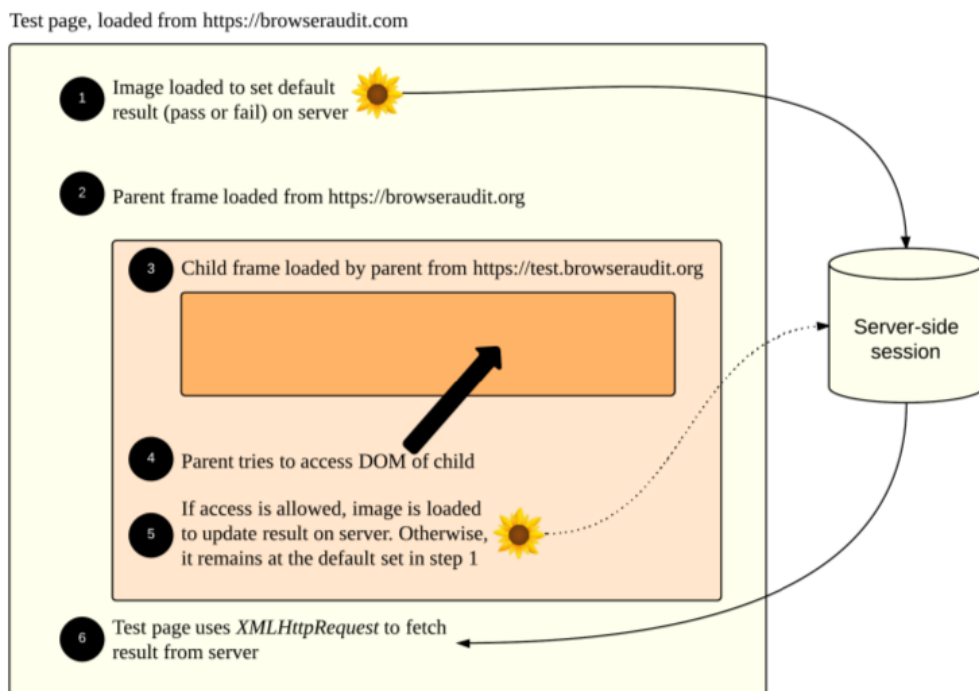 Test page, loaded from https://browseraudit.com
1
Image loaded to set default
result (pass or fail) on server
2
Parent frame loaded from https://browseraudit.org
3
Child frame loaded by parent from https://test.browseraudit.org
Server-side
session
4
Parent tries to access DOM of child
5
If access is allowed, image is loaded
to update result on server. Otherwise,
it remains at the default set in step 1
6
Test page uses XMLHttpRequest to fetch
result from server